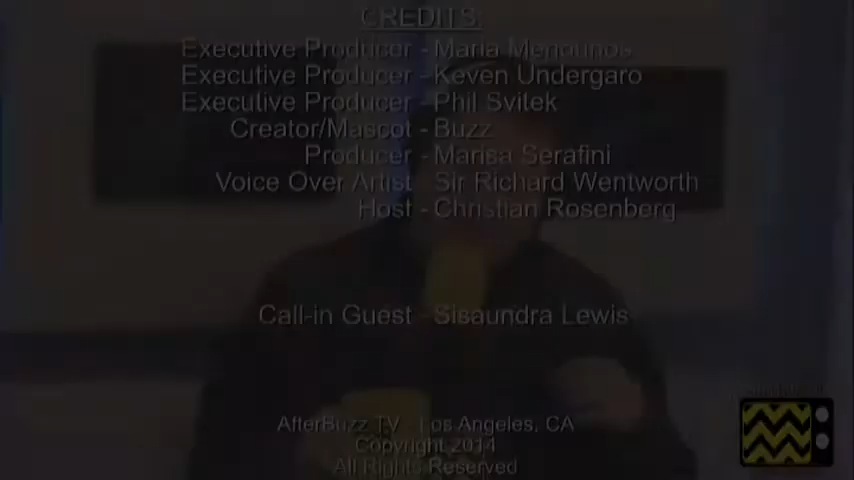 CREDITS:
Executive Producer - Maria Menounos
Executive Producer - Keven Undergaro
Executive Producer - Phil Svitek
Creator/Mascot - Buzz
Producer - Marisa Serafini
Voice Over Artist - Sir Richard Wentworth
Host - Christian Rosenberg
Call-in Guest - Sisaundra Lewis
AfterBuzz TV - Los Angeles, CA
Copyright 2014
All Rights Reserved